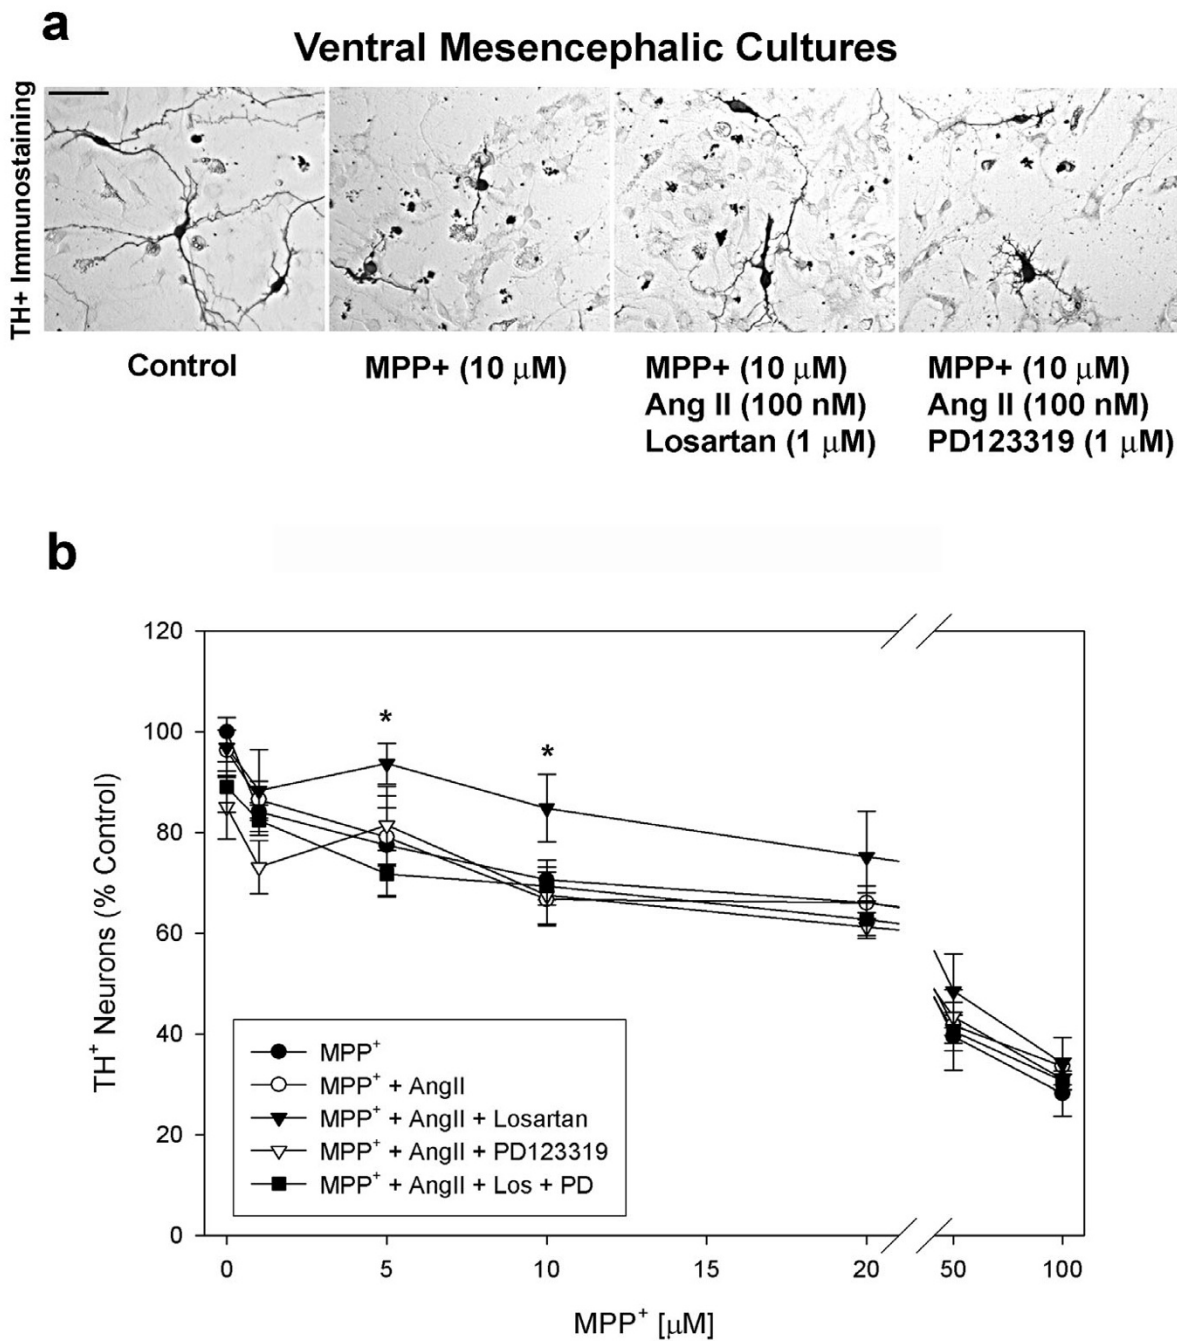 a
Ventral Mesencephalic Cultures
TH+ Immunostaining
Control
MPP+ (10 μM)
MPP+ (10 μM)
Ang II (100 nM)
Losartan (1 μM)
MPP+ (10 μM)
Ang II (100 nM)
PD123319 (1 μM)
b
120
100
80
60
40
20
0
TH⁺ Neurons (% Control)
*
*
MPP⁺
MPP⁺ + AngII
MPP⁺ + AngII + Losartan
MPP⁺ + AngII + PD123319
MPP⁺ + AngII + Los + PD
0 5 10 15 20 50 100
MPP⁺ [μM]